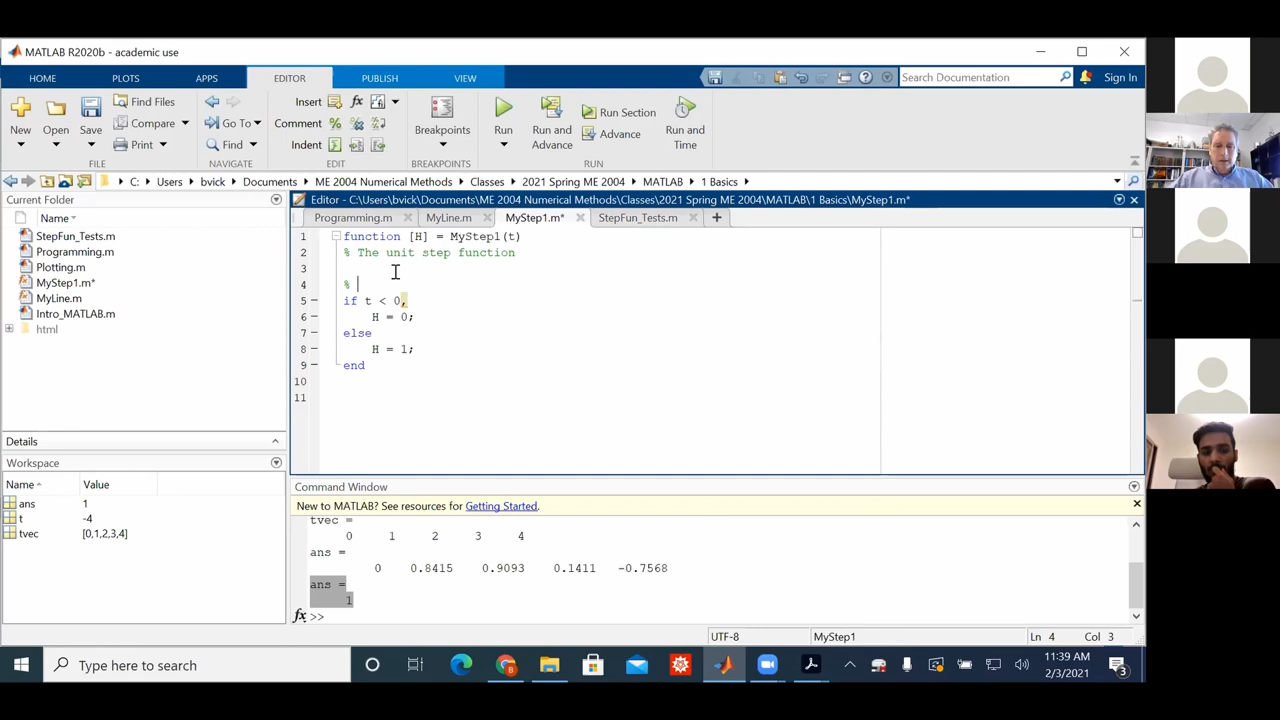 MATLAB R2020b - academic use
HOME PLOTS APPS EDITOR PUBLISH VIEW Search Documentation Sign In
New Open Save Find Files Compare Print Go To Find Insert Comment Indent Breakpoints Run Run and Advance Run Section Advance Run and Time
FILE NAVIGATE EDIT BREAKPOINTS RUN
C: Users bvick Documents ME 2004 Numerical Methods Classes 2021 Spring ME 2004 MATLAB 1 Basics
Current Folder
Name
StepFun_Tests.m
Programming.m
Plotting.m
MyStep1.m*
MyLine.m
Intro_MATLAB.m
html
Details
Workspace
Name Value
ans 1
t -4
tvec [0,1,2,3,4]
Editor - C:\Users\bvick\Documents\ME 2004 Numerical Methods\Classes\2021 Spring ME 2004\MATLAB\1 Basics\MyStep1.m*
Programming.m MyLine.m MyStep1.m* StepFun_Tests.m
1 function [H] = MyStep1(t)
2 % The unit step function
3
4 %
5 if t < 0,
6 H = 0;
7 else
8 H = 1;
9 end
10
11
Command Window
New to MATLAB? See resources for Getting Started.
tvec =
0 1 2 3 4
ans =
0 0.8415 0.9093 0.1411 -0.7568
ans =
1
fx >>
UTF-8 MyStep1 Ln 4 Col 3
Type here to search
11:39 AM
2/3/2021
3